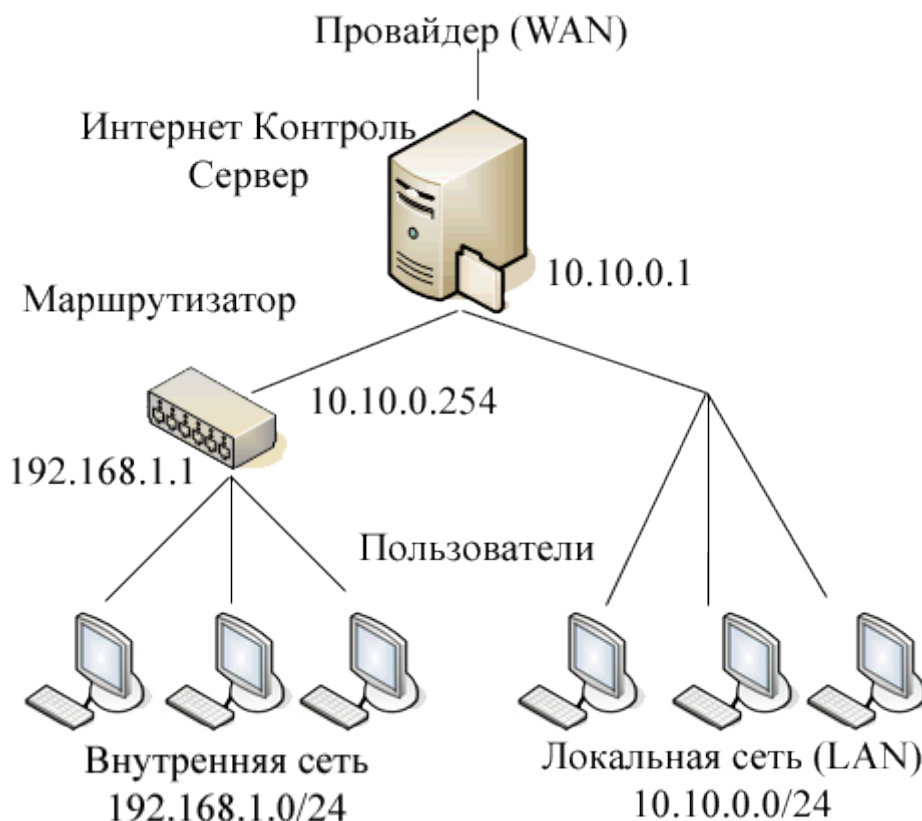 Провайдер (WAN)
Интернет Контроль
Сервер
10.10.0.1
Маршрутизатор
10.10.0.254
192.168.1.1
Пользователи
Внутренняя сеть
192.168.1.0/24
Локальная сеть (LAN)
10.10.0.0/24